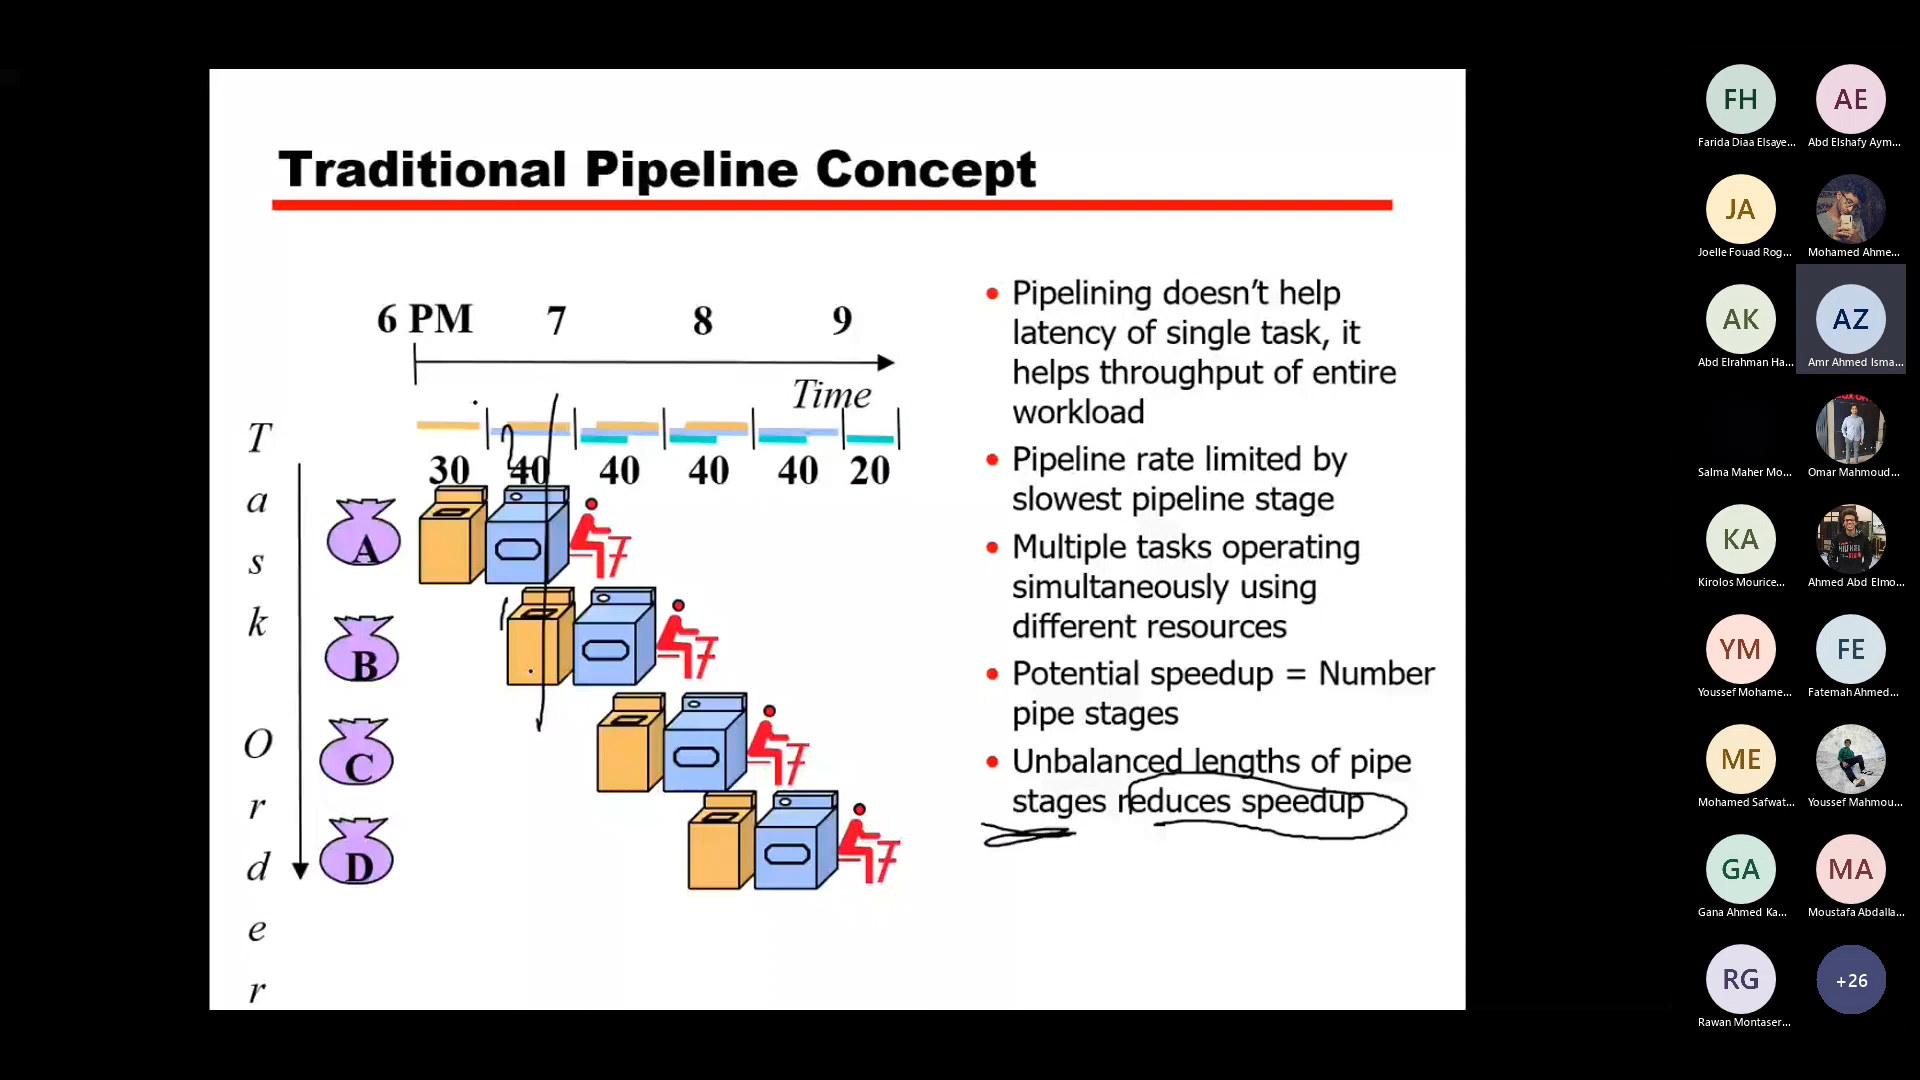 Traditional Pipeline Concept
6 PM 7 8 9
Time
30 40 40 40 40 20
T
a
s
k
O
r
d
e
r
A
B
C
D
• Pipelining doesn’t help
latency of single task, it
helps throughput of entire
workload
• Pipeline rate limited by
slowest pipeline stage
• Multiple tasks operating
simultaneously using
different resources
• Potential speedup = Number
pipe stages
• Unbalanced lengths of pipe
stages reduces speedup
FH AE
Farida Diaa Elsaye... Abd Elshafy Aym...
JA
Joelle Fouad Rog... Mohamed Ahme...
AK AZ
Abd Elrahman Ha... Amr Ahmed Isma...
Salma Maher Mo... Omar Mahmoud...
KA
Kirolos Mourice... Ahmed Abd Elmo...
YM FE
Youssef Mohame... Fatemah Ahmed...
ME
Mohamed Safwat... Youssef Mahmou...
GA MA
Gana Ahmed Ka... Moustafa Abdalla...
RG +26
Rawan Montaser...